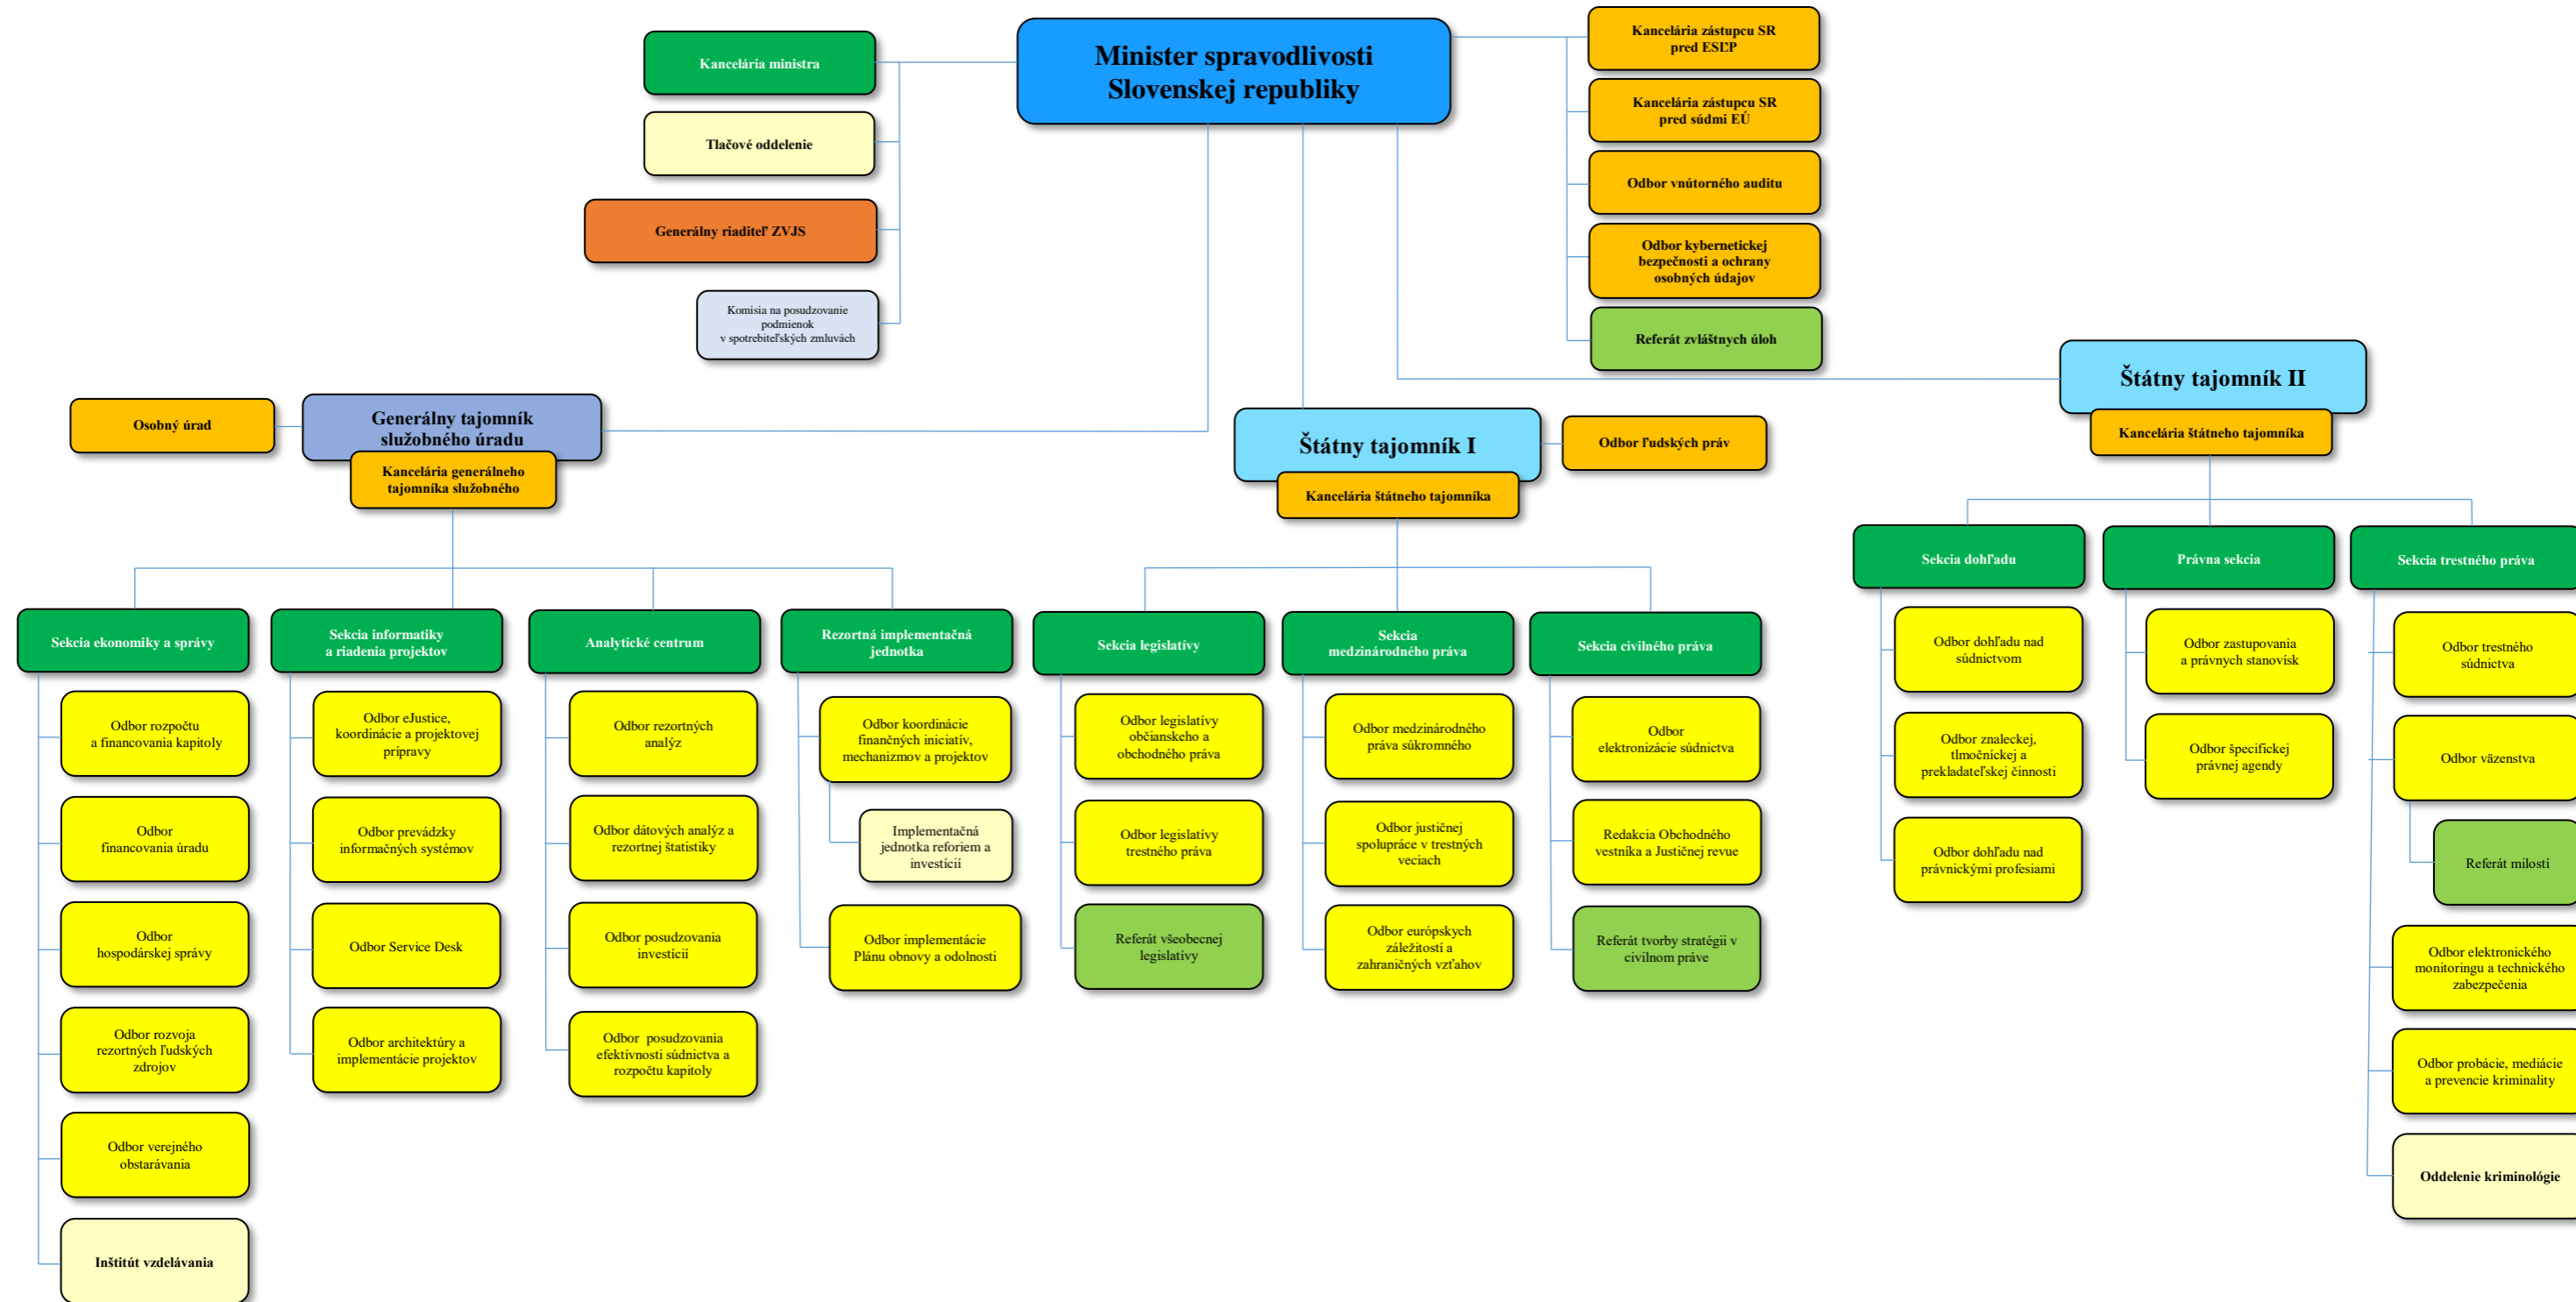 Minister spravodlivosti
Slovenskej republiky
Kancelária ministra
Tlačové oddelenie
Generálny riaditeľ ZVJS
Komisia na posudzovanie
podmienok
v spotrebiteľských zmluvách
Kancelária zástupcu SR
pred ESĽP
Kancelária zástupcu SR
pred súdmi EÚ
Odbor vnútorného auditu
Odbor kybernetickej
bezpečnosti a ochrany
osobných údajov
Referát zvláštnych úloh
Osobný úrad
Generálny tajomník
služobného úradu
Kancelária generálneho
tajomníka služobného
Štátny tajomník I
Kancelária štátneho tajomníka
Odbor ľudských práv
Štátny tajomník II
Kancelária štátneho tajomníka
Sekcia ekonomiky a správy
Odbor rozpočtu
a financovania kapitoly
Odbor
financovania úradu
Odbor
hospodárskej správy
Odbor rozvoja
rezortných ľudských
zdrojov
Odbor verejného
obstarávania
Inštitút vzdelávania
Sekcia informatiky
a riadenia projektov
Odbor eJustice,
koordinácie a projektovej
prípravy
Odbor prevádzky
informačných systémov
Odbor Service Desk
Odbor architektúry a
implementácie projektov
Analytické centrum
Odbor rezortných
analýz
Odbor dátových analýz a
rezortnej štatistiky
Odbor posudzovania
investícií
Odbor  posudzovania
efektívnosti súdnictva a
rozpočtu kapitoly
Rezortná implementačná
jednotka
Odbor koordinácie
finančných iniciatív,
mechanizmov a projektov
Implementačná
jednotka reforiem a
investícií
Odbor implementácie
Plánu obnovy a odolnosti
Sekcia legislatívy
Odbor legislatívy
občianskeho a
obchodného práva
Odbor legislatívy
trestného práva
Referát všeobecnej
legislatívy
Sekcia
medzinárodného práva
Odbor medzinárodného
práva súkromného
Odbor justičnej
spolupráce v trestných
veciach
Odbor európskych
záležitostí a
zahraničných vzťahov
Sekcia civilného práva
Odbor
elektronizácie súdnictva
Redakcia Obchodného
vestníka a Justičnej revue
Referát tvorby stratégii v
civilnom práve
Sekcia dohľadu
Odbor dohľadu nad
súdnictvom
Odbor znaleckej,
tlmočníckej a
prekladateľskej činnosti
Odbor dohľadu nad
právnickými profesiami
Právna sekcia
Odbor zastupovania
a právnych stanovísk
Odbor špecifickej
právnej agendy
Sekcia trestného práva
Odbor trestného
súdnictva
Odbor väzenstva
Referát milostí
Odbor elektronického
monitoringu a technického
zabezpečenia
Odbor probácie, mediácie
a prevencie kriminality
Oddelenie kriminológie